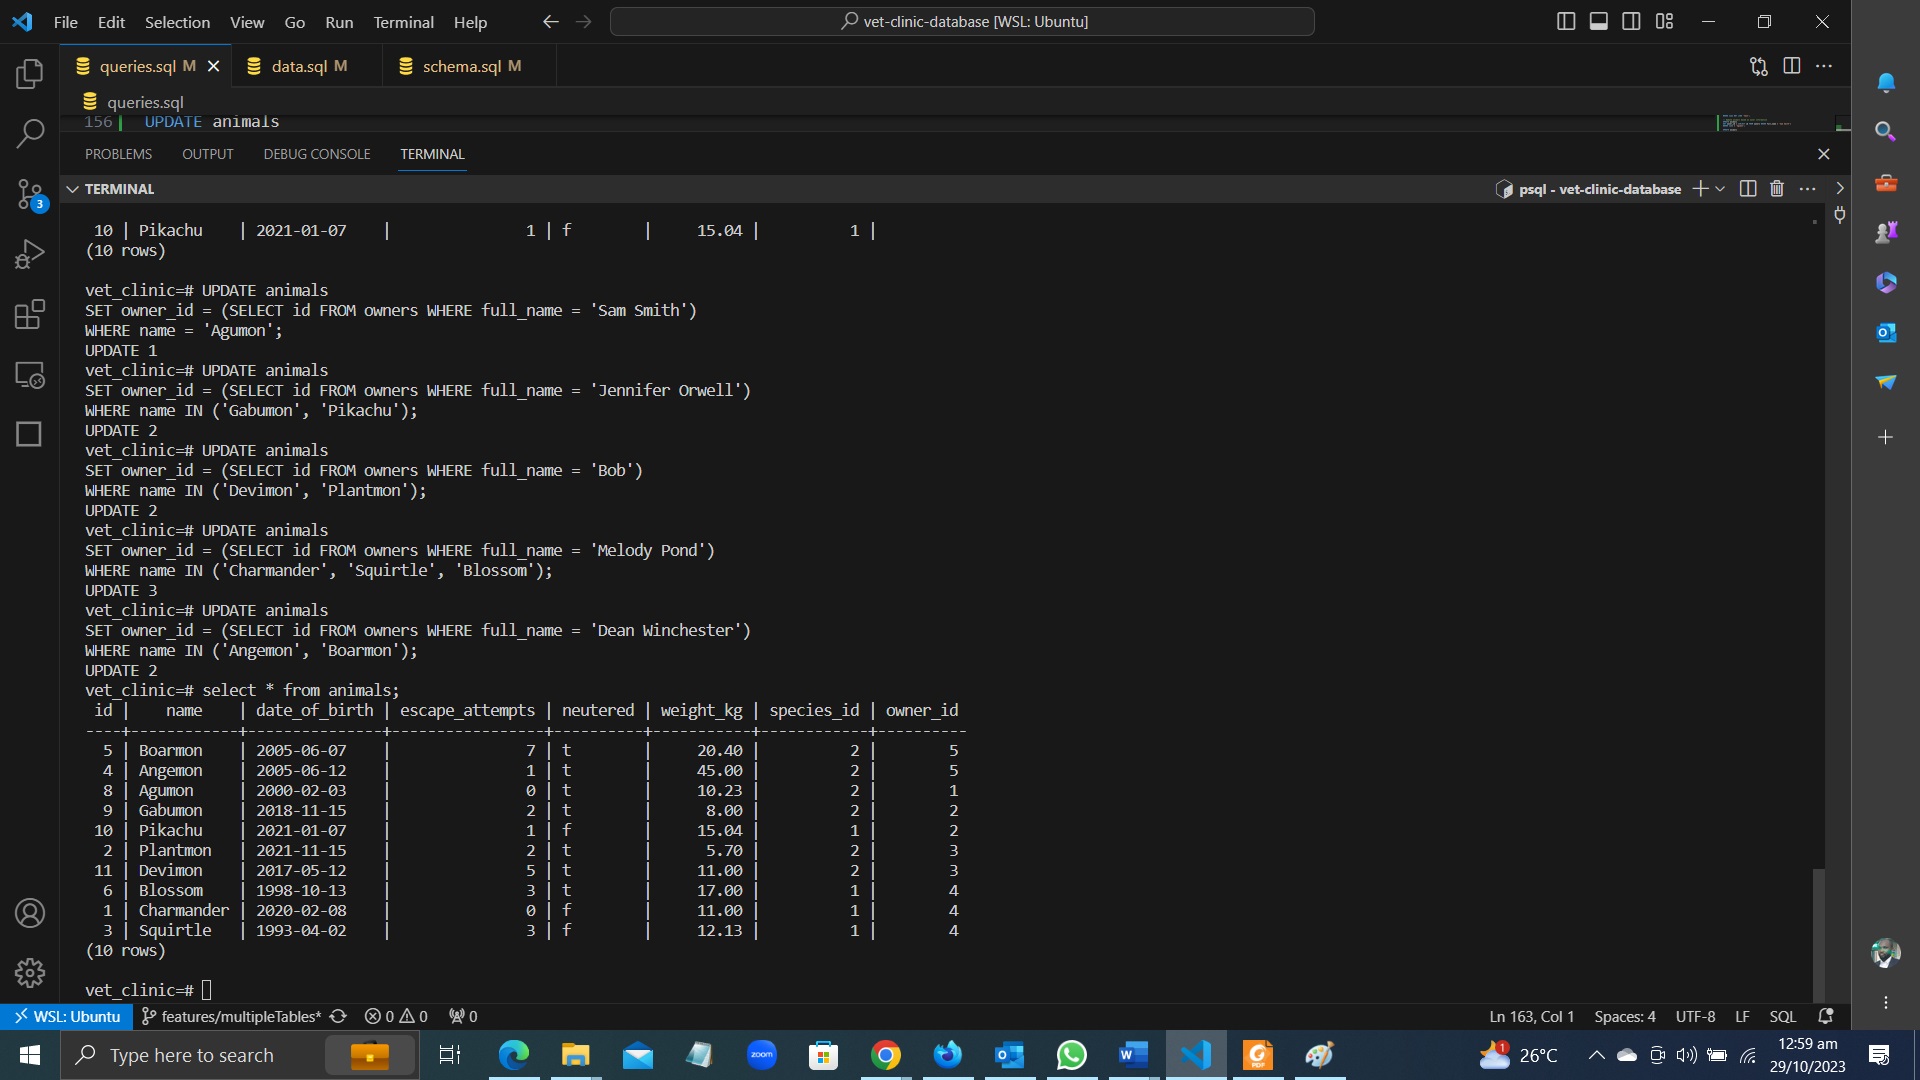 File Edit Selection View Go Run Terminal Help
vet-clinic-database [WSL: Ubuntu]
queries.sql M
data.sql M
schema.sql M
queries.sql
156 UPDATE animals
PROBLEMS OUTPUT DEBUG CONSOLE TERMINAL
TERMINAL
psql - vet-clinic-database
10 | Pikachu | 2021-01-07 | 1 | f | 15.04 | 1 |
(10 rows)
vet_clinic=# UPDATE animals
SET owner_id = (SELECT id FROM owners WHERE full_name = 'Sam Smith')
WHERE name = 'Agumon';
UPDATE 1
vet_clinic=# UPDATE animals
SET owner_id = (SELECT id FROM owners WHERE full_name = 'Jennifer Orwell')
WHERE name IN ('Gabumon', 'Pikachu');
UPDATE 2
vet_clinic=# UPDATE animals
SET owner_id = (SELECT id FROM owners WHERE full_name = 'Bob')
WHERE name IN ('Devimon', 'Plantmon');
UPDATE 2
vet_clinic=# UPDATE animals
SET owner_id = (SELECT id FROM owners WHERE full_name = 'Melody Pond')
WHERE name IN ('Charmander', 'Squirtle', 'Blossom');
UPDATE 3
vet_clinic=# UPDATE animals
SET owner_id = (SELECT id FROM owners WHERE full_name = 'Dean Winchester')
WHERE name IN ('Angemon', 'Boarmon');
UPDATE 2
vet_clinic=# select * from animals;
id | name | date_of_birth | escape_attempts | neutered | weight_kg | species_id | owner_id
----+------------+---------------+-----------------+----------+-----------+------------+----------
5 | Boarmon | 2005-06-07 | 7 | t | 20.40 | 2 | 5
4 | Angemon | 2005-06-12 | 1 | t | 45.00 | 2 | 5
8 | Agumon | 2000-02-03 | 0 | t | 10.23 | 2 | 1
9 | Gabumon | 2018-11-15 | 2 | t | 8.00 | 2 | 2
10 | Pikachu | 2021-01-07 | 1 | f | 15.04 | 1 | 2
2 | Plantmon | 2021-11-15 | 2 | t | 5.70 | 2 | 3
11 | Devimon | 2017-05-12 | 5 | t | 11.00 | 2 | 3
6 | Blossom | 1998-10-13 | 3 | t | 17.00 | 1 | 4
1 | Charmander | 2020-02-08 | 0 | f | 11.00 | 1 | 4
3 | Squirtle | 1993-04-02 | 3 | f | 12.13 | 1 | 4
(10 rows)
vet_clinic=#
3
WSL: Ubuntu features/multipleTables* 0 0 0 Ln 163, Col 1 Spaces: 4 UTF-8 LF SQL
Type here to search
zoom
1 26°C
12:59 am
29/10/2023